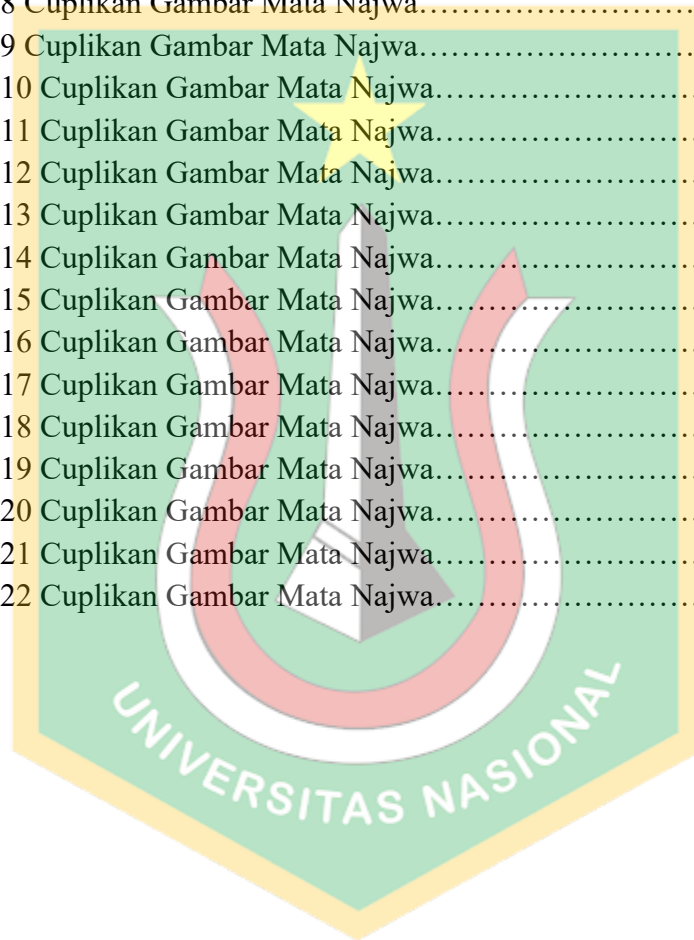 8 Cuplikan Gambar Mata Najwa……………………
9 Cuplikan Gambar Mata Najwa……………………
10 Cuplikan Gambar Mata Najwa……………………
11 Cuplikan Gambar Mata Najwa……………………
12 Cuplikan Gambar Mata Najwa……………………
13 Cuplikan Gambar Mata Najwa……………………
14 Cuplikan Gambar Mata Najwa……………………
15 Cuplikan Gambar Mata Najwa……………………
16 Cuplikan Gambar Mata Najwa……………………
17 Cuplikan Gambar Mata Najwa……………………
18 Cuplikan Gambar Mata Najwa……………………
19 Cuplikan Gambar Mata Najwa……………………
20 Cuplikan Gambar Mata Najwa……………………
21 Cuplikan Gambar Mata Najwa……………………
22 Cuplikan Gambar Mata Najwa……………………
UNIVERSITAS NASIONAL